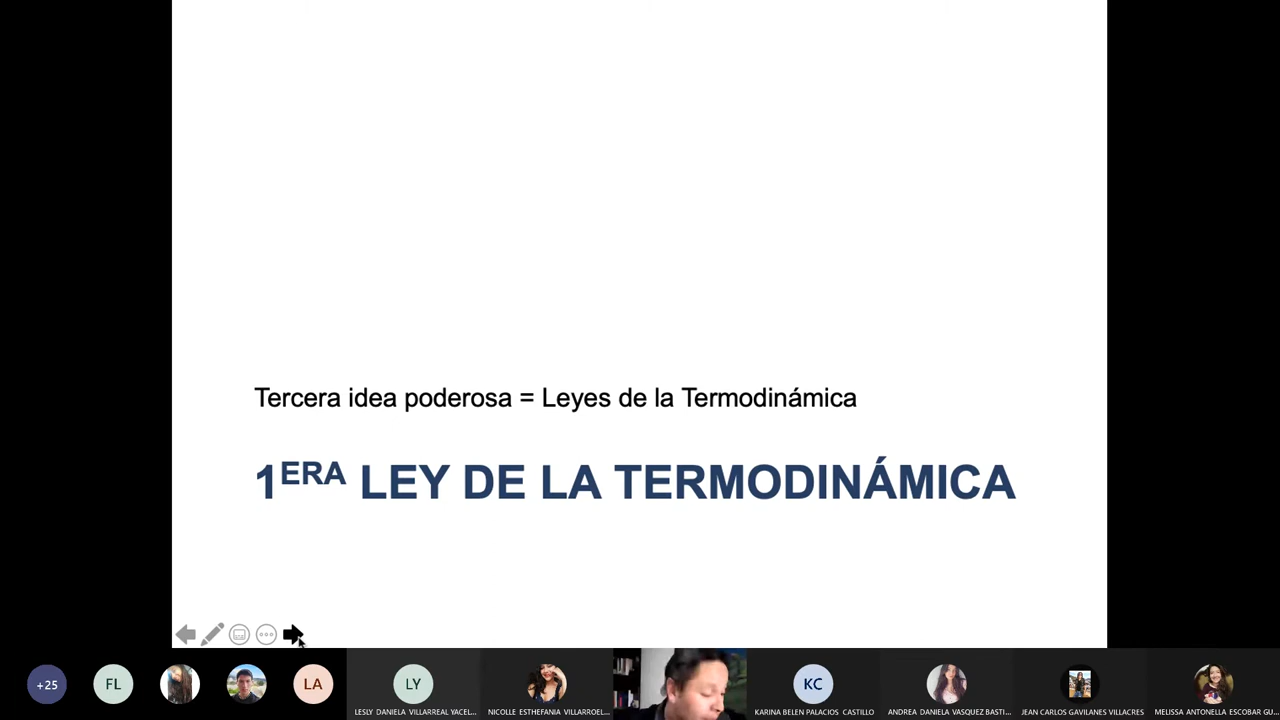 Tercera idea poderosa = Leyes de la Termodinámica
1ERA LEY DE LA TERMODINÁMICA
+25
FL
LA
LY
KC
LESLY DANIELA VILLARREAL YACEL...
NICOLLE ESTHEFANIA VILLARROEL...
KARINA BELEN PALACIOS CASTILLO
ANDREA DANIELA VASQUEZ BASTI...
JEAN CARLOS GAVILANES VILLACRES
MELISSA ANTONELLA ESCOBAR GU...